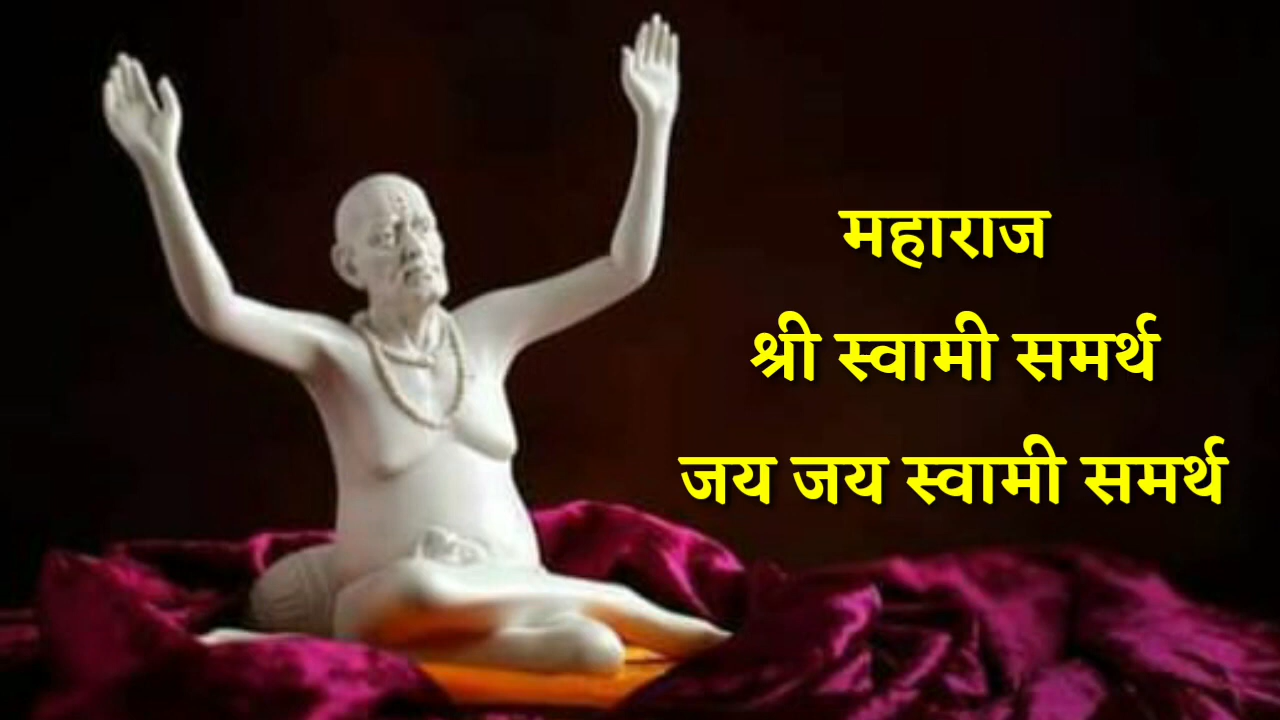 महाराज
श्री स्वामी समर्थ
जय जय स्वामी समर्थ